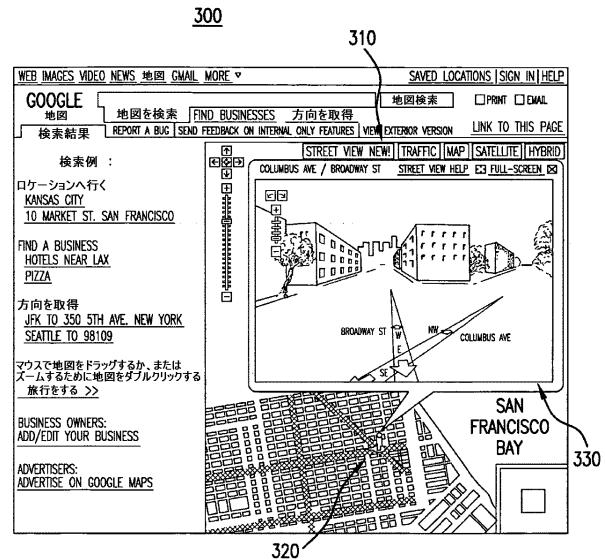 300
310
WEB IMAGES VIDEO NEWS 地図 GMAIL MORE ▽ SAVED LOCATIONS | SIGN IN | HELP
GOOGLE 地図検索 PRINT EMAIL
地図 地図を検索 FIND BUSINESSES 方向を取得
検索結果 REPORT A BUG SEND FEEDBACK ON INTERNAL ONLY FEATURES VIEW EXTERIOR VERSION LINK TO THIS PAGE
検索例 :
STREET VIEW NEW! TRAFFIC MAP SATELLITE HYBRID
COLUMBUS AVE / BROADWAY ST STREET VIEW HELP FULL-SCREEN
ロケーションへ行く
KANSAS CITY
10 MARKET ST. SAN FRANCISCO
FIND A BUSINESS
HOTELS NEAR LAX
PIZZA
方向を取得
JFK TO 350 5TH AVE. NEW YORK
SEATTLE TO 98109
BROADWAY ST W NW COLUMBUS AVE
E
SE
マウスで地図をドラッグするか、または
ズームするために地図をダブルクリックする
旅行をする >>
BUSINESS OWNERS:
ADD/EDIT YOUR BUSINESS
ADVERTISERS:
ADVERTISE ON GOOGLE MAPS
SAN
FRANCISCO
BAY
330
320